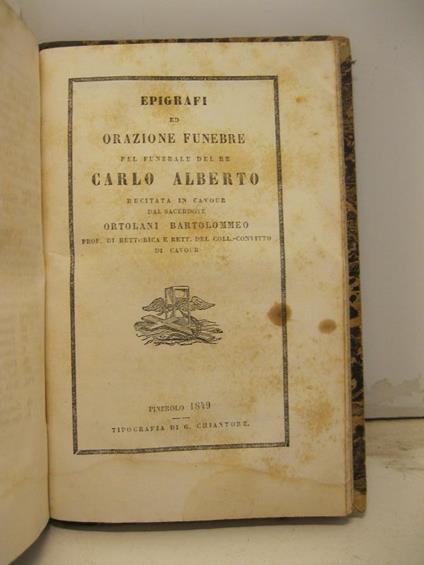 EPIGRAFI
ED
ORAZIONE FUNEBRE
PEL FUNERALE DEL RE
CARLO ALBERTO
RECITATA IN CAVOUR
DAL SACERDOTE
ORTOLANI BARTOLOMMEO
PROF. DI RETTORICA E RETT. DEL COLL.-CONVITTO
DI CAVOUR
PINEROLO 1849
TIPOGRAFIA DI G. CHIANTORE.